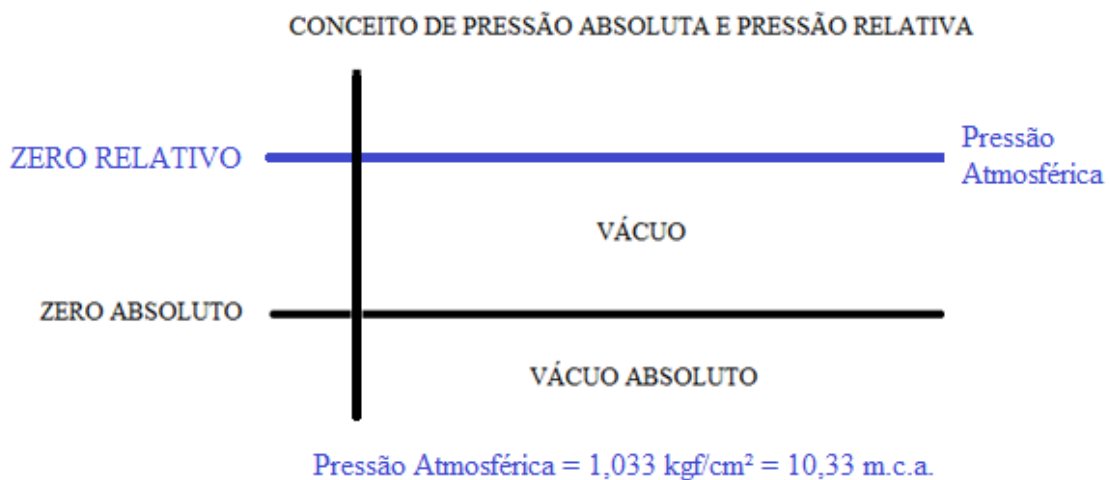 CONCEITO DE PRESSÃO ABSOLUTA E PRESSÃO RELATIVA
ZERO RELATIVO
Pressão
Atmosférica
VÁCUO
ZERO ABSOLUTO
VÁCUO ABSOLUTO
Pressão Atmosférica = 1,033 kgf/cm² = 10,33 m.c.a.